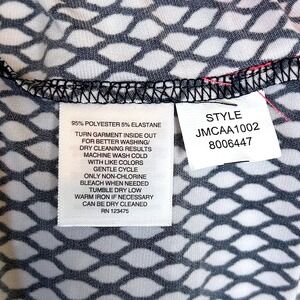 95% POLYESTER 5% ELASTANE
TURN GARMENT INSIDE OUT
FOR BETTER WASHING/
DRY CLEANING RESULTS
MACHINE WASH COLD
WITH LIKE COLORS
GENTLE CYCLE
ONLY NON-CHLORINE
BLEACH WHEN NEEDED
TUMBLE DRY LOW
WARM IRON IF NECESSARY
CAN BE DRY CLEANED
RN 123475
STYLE
JMCAA1002
8006447